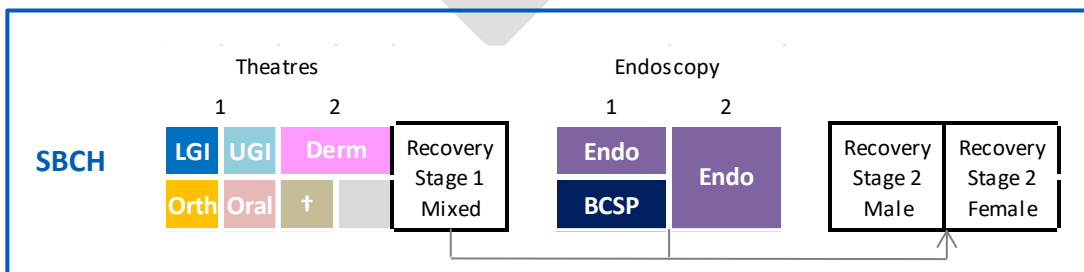 Theatres Endoscopy
1 2 1 2
SBCH
LGI UGI Derm
Recovery
Stage 1
Mixed
Orth Oral †
Endo
BCSP
Endo
Recovery
Stage 2
Male
Recovery
Stage 2
Female